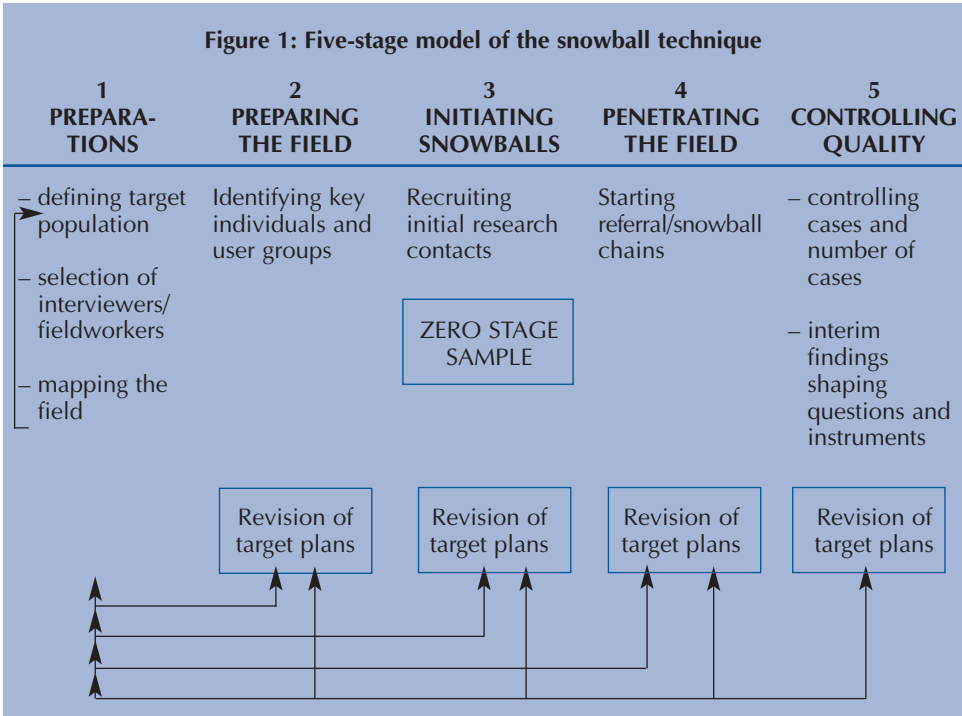 Figure 1: Five-stage model of the snowball technique
1
PREPARA-
TIONS
2
PREPARING
THE FIELD
3
INITIATING
SNOWBALLS
4
PENETRATING
THE FIELD
5
CONTROLLING
QUALITY
– defining target
population
– selection of
interviewers/
fieldworkers
– mapping the
field
Identifying key
individuals and
user groups
Recruiting
initial research
contacts
ZERO STAGE
SAMPLE
Starting
referral/snowball
chains
– controlling
cases and
number of
cases
– interim
findings
shaping
questions and
instruments
Revision of
target plans
Revision of
target plans
Revision of
target plans
Revision of
target plans